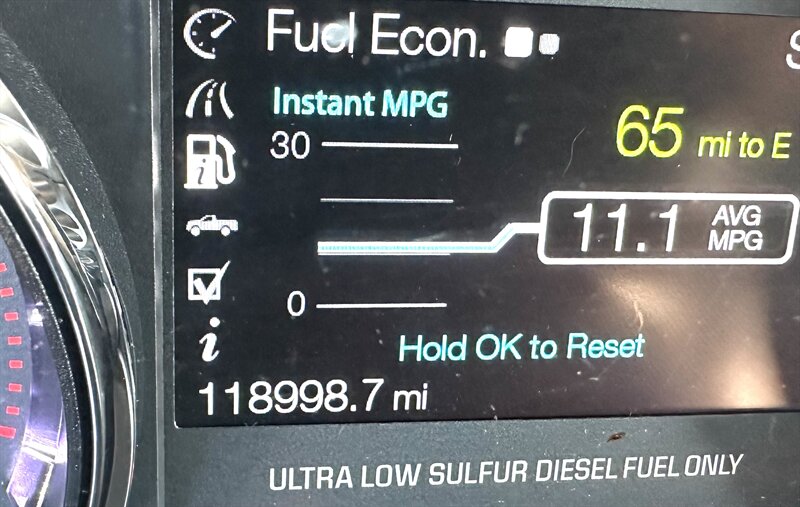 Fuel Econ.
Instant MPG
65 mi to E
30
11.1 AVG MPG
0
Hold OK to Reset
118998.7 mi
ULTRA LOW SULFUR DIESEL FUEL ONLY